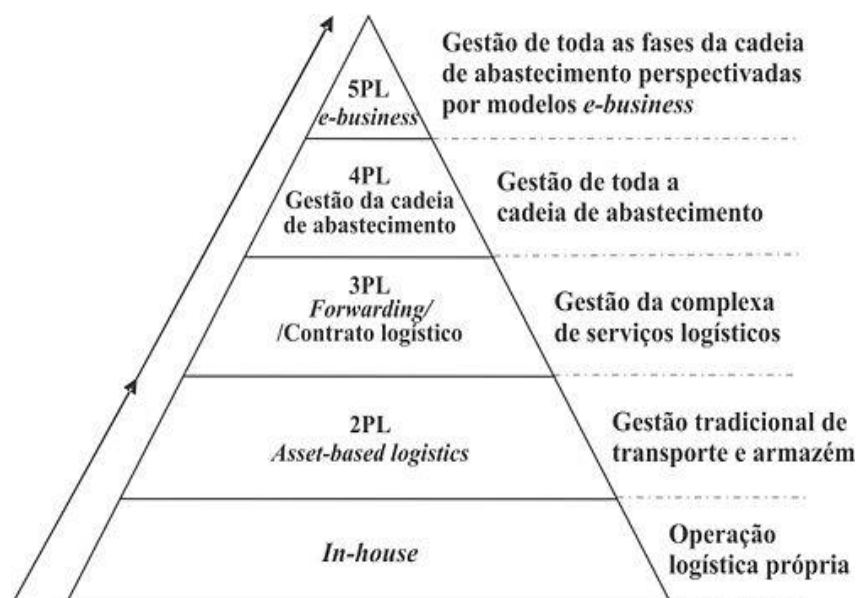 5PL
e-business
Gestão de toda as fases da cadeia
de abastecimento perspectivadas
por modelos e-business
4PL
Gestão da cadeia
de abastecimento
Gestão de toda a
cadeia de abastecimento
3PL
Forwarding/
/Contrato logístico
Gestão da complexa
de serviços logísticos
2PL
Asset-based logistics
Gestão tradicional de
transporte e armazém
In-house
Operação
logística própria